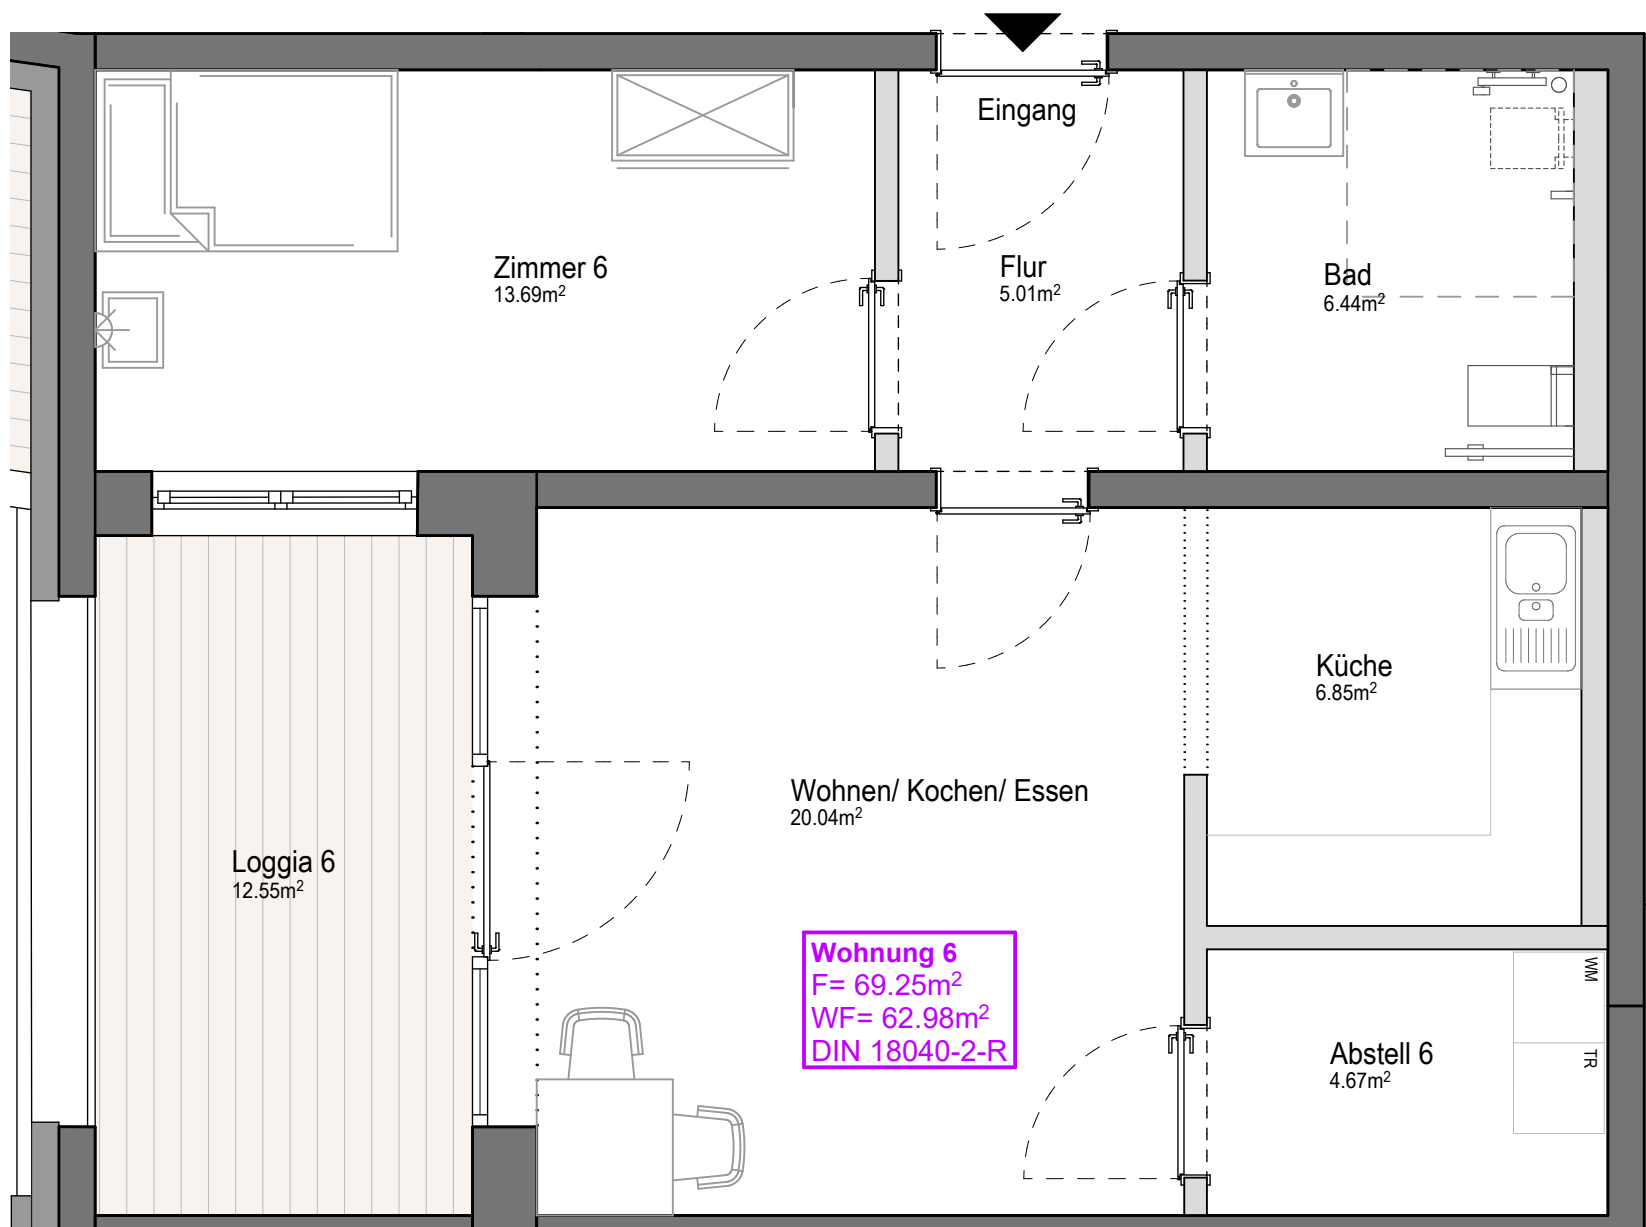 Eingang
Zimmer 6
13.69m²
Flur
5.01m²
Bad
6.44m²
Küche
6.85m²
Wohnen/ Kochen/ Essen
20.04m²
Loggia 6
12.55m²
Wohnung 6
F= 69.25m²
WF= 62.98m²
DIN 18040-2-R
WM
TR
Abstell 6
4.67m²